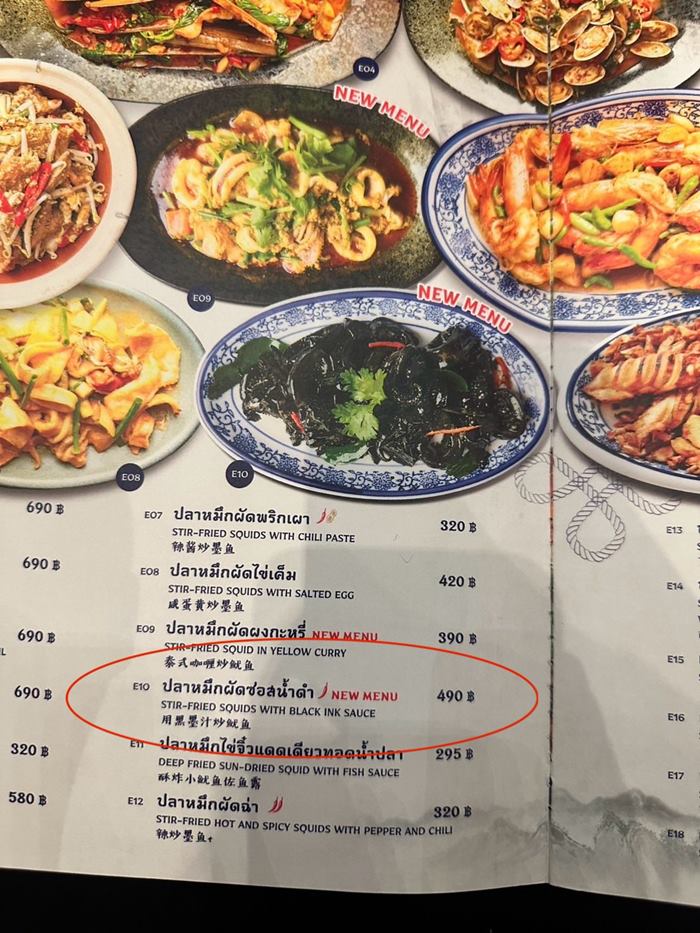 E04
NEW MENU
E09
NEW MENU
E08
E10
690 ฿
690 ฿
690 ฿
690 ฿
320 ฿
580 ฿
E07 ปลาหมึกผัดพริกเผา 320 ฿
STIR-FRIED SQUIDS WITH CHILI PASTE
辣酱炒墨鱼
E08 ปลาหมึกผัดไข่เค็ม 420 ฿
STIR-FRIED SQUIDS WITH SALTED EGG
咸蛋黄炒墨鱼
E09 ปลาหมึกผัดผงกะหรี่ NEW MENU 390 ฿
STIR-FRIED SQUID IN YELLOW CURRY
泰式咖喱炒鱿鱼
E10 ปลาหมึกผัดซอสน้ำดำ NEW MENU 490 ฿
STIR-FRIED SQUIDS WITH BLACK INK SAUCE
用黑墨汁炒鱿鱼
E11 ปลาหมึกไข่จิ๋วแดดเดียวทอดน้ำปลา 295 ฿
DEEP FRIED SUN-DRIED SQUID WITH FISH SAUCE
酥炸小鱿鱼佐鱼露
E12 ปลาหมึกผัดฉ่า 320 ฿
STIR-FRIED HOT AND SPICY SQUIDS WITH PEPPER AND CHILI
辣炒墨鱼t
E13
E14
E15
E16
E17
E18